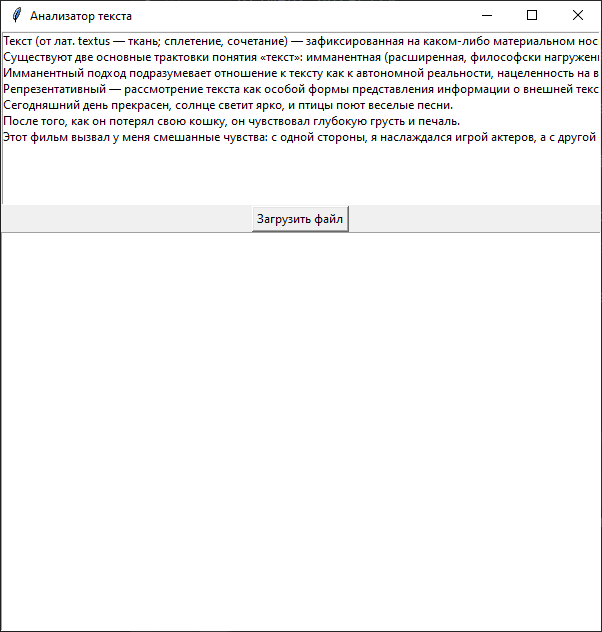 Анализатор текста
Текст (от лат. textus — ткань; сплетение, сочетание) — зафиксированная на каком-либо материальном нос
Существуют две основные трактовки понятия «текст»: имманентная (расширенная, философски нагружен
Имманентный подход подразумевает отношение к тексту как к автономной реальности, нацеленность на в
Репрезентативный — рассмотрение текста как особой формы представления информации о внешней текс
Сегодняшний день прекрасен, солнце светит ярко, и птицы поют веселые песни.
После того, как он потерял свою кошку, он чувствовал глубокую грусть и печаль.
Этот фильм вызвал у меня смешанные чувства: с одной стороны, я наслаждался игрой актеров, а с другой
Загрузить файл